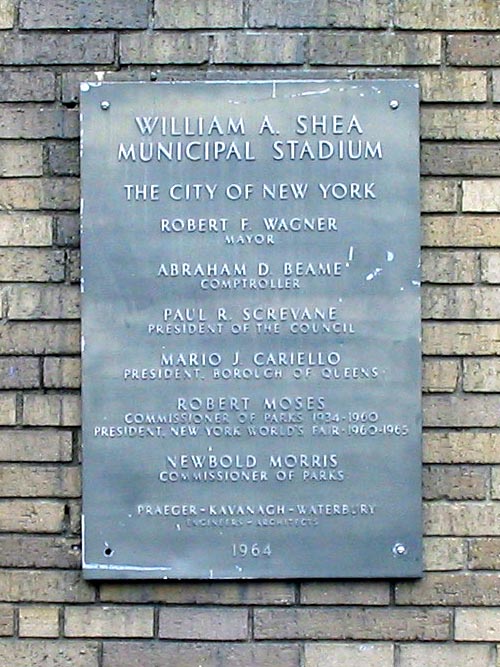 WILLIAM A. SHEA
MUNICIPAL STADIUM
THE CITY OF NEW YORK
ROBERT F. WAGNER
MAYOR
ABRAHAM D. BEAME
COMPTROLLER
PAUL R. SCREVANE
PRESIDENT OF THE COUNCIL
MARIO J. CARIELLO
PRESIDENT, BOROUGH OF QUEENS
ROBERT MOSES
COMMISSIONER OF PARKS 1934-1960
PRESIDENT, NEW YORK WORLD'S FAIR-1960-1965
NEWBOLD MORRIS
COMMISSIONER OF PARKS
PRAEGER-KAVANAGH-WATERBURY
ENGINEERS-ARCHITECTS
1964